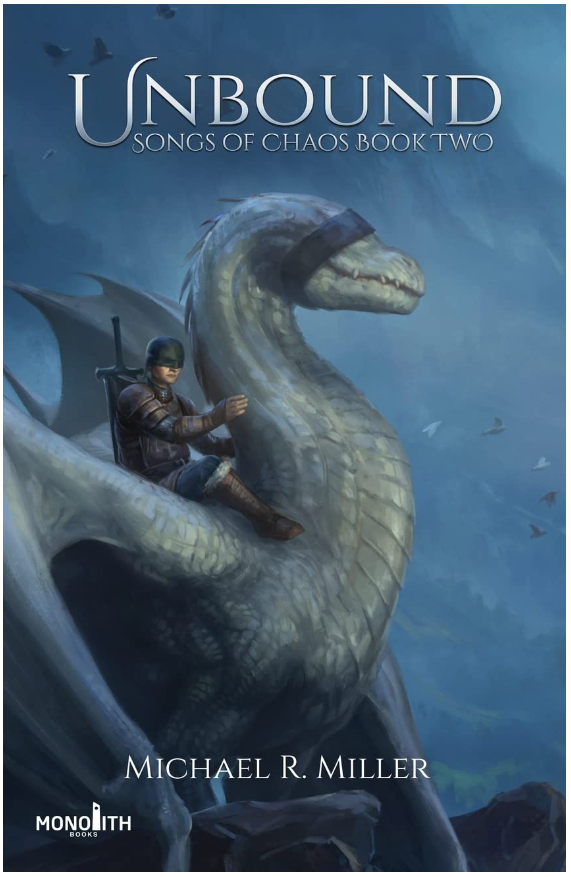 UNBOUND
SONGS OF CHAOS BOOK TWO
MICHAEL R. MILLER
MONOLITH
BOOKS